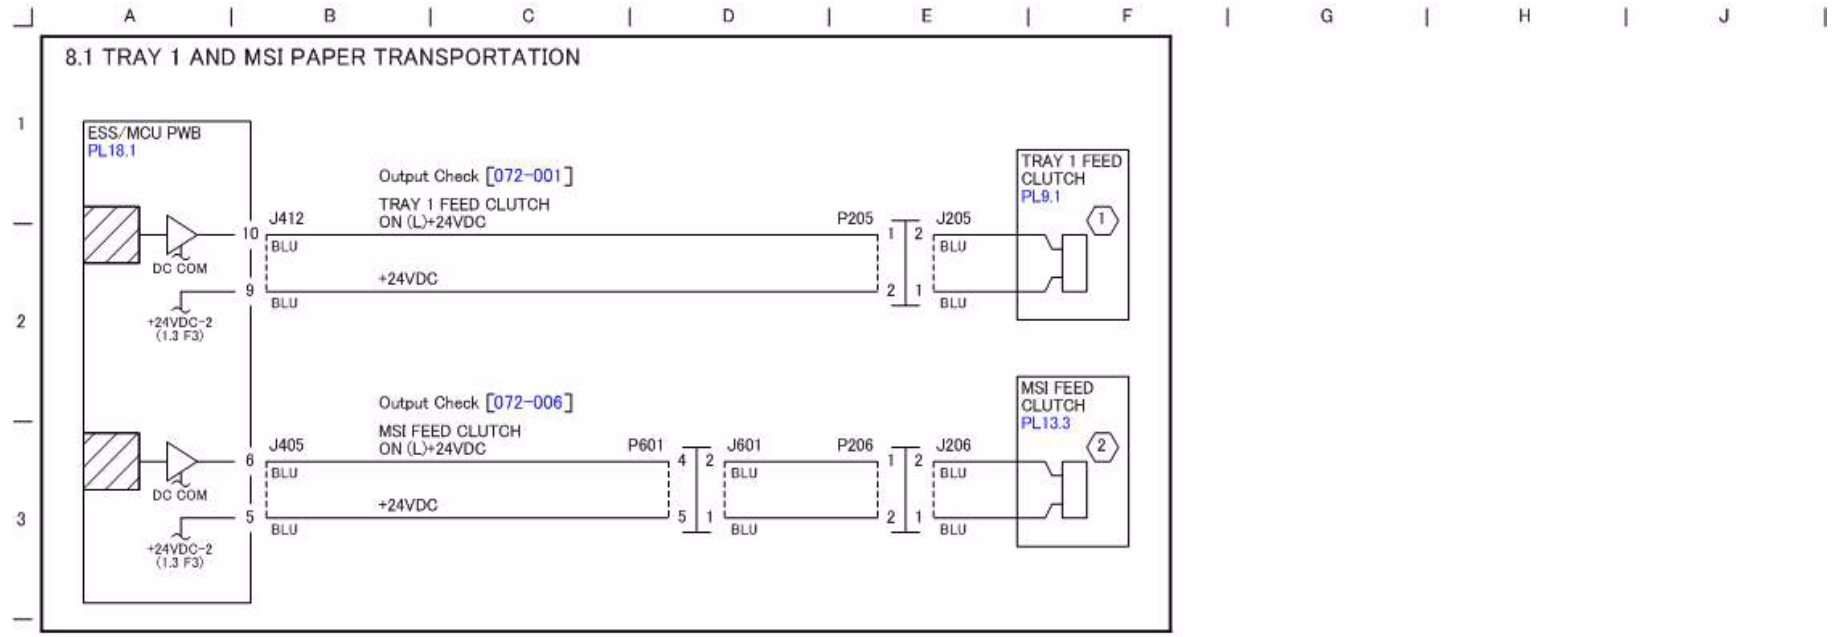 A B C D E F G H J
8.1 TRAY 1 AND MSI PAPER TRANSPORTATION
1
ESS/MCU PWB
PL18.1
Output Check [072-001]
TRAY 1 FEED CLUTCH
ON (L)+24VDC
TRAY 1 FEED
CLUTCH
PL9.1
1
J412
P205
J205
10
1 2
BLU
BLU
DC COM
+24VDC
9
2 1
BLU
BLU
2
+24VDC-2
(1.3 F3)
Output Check [072-006]
MSI FEED CLUTCH
ON (L)+24VDC
MSI FEED
CLUTCH
PL13.3
2
J405
P601
J601
P206
J206
6
4 2
1 2
BLU
BLU
BLU
DC COM
+24VDC
3
5
5 1
2 1
BLU
BLU
BLU
+24VDC-2
(1.3 F3)